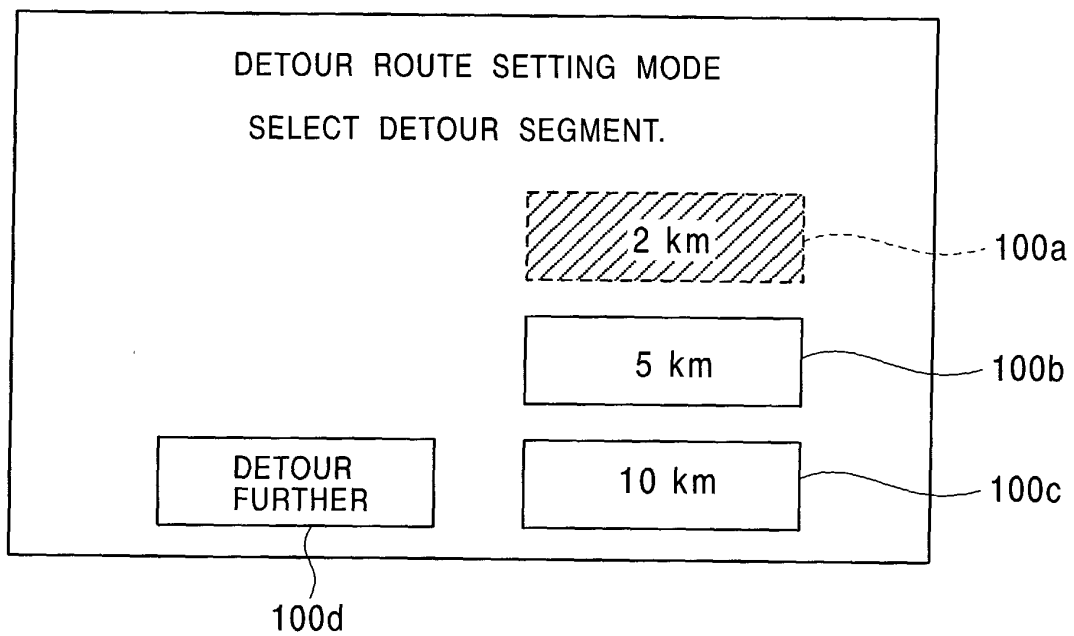 DETOUR ROUTE SETTING MODE
SELECT DETOUR SEGMENT.
2 km
100a
5 km
100b
DETOUR
FURTHER
10 km
100c
100d